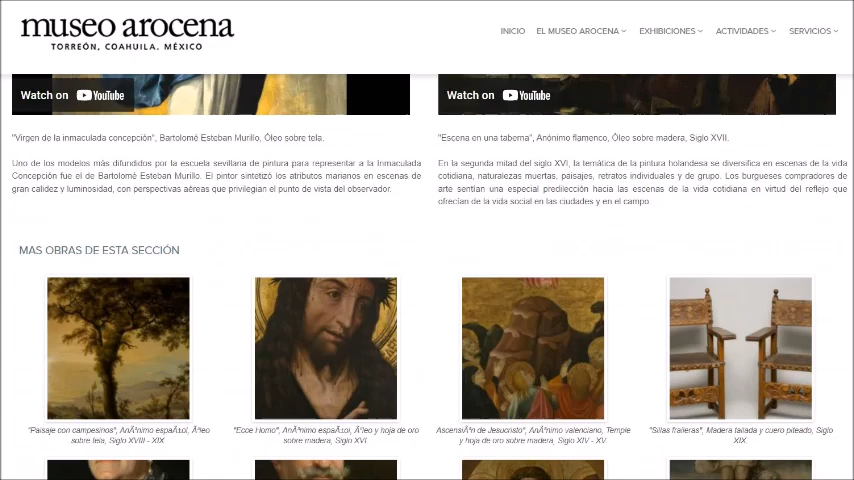 museo arocena
TORREÓN, COAHUILA. MÉXICO
INICIO EL MUSEO AROCENA EXHIBICIONES ACTIVIDADES SERVICIOS
Watch on YouTube
Watch on YouTube
"Virgen de la inmaculada concepción", Bartolomé Esteban Murillo, Óleo sobre tela.
Uno de los modelos más difundidos por la escuela sevillana de pintura para representar a la Inmaculada
Concepción fue el de Bartolomé Esteban Murillo. El pintor sintetizó los atributos marianos en escenas de
gran calidez y luminosidad, con perspectivas aéreas que privilegian el punto de vista del observador.
"Escena en una taberna", Anónimo flamenco, Óleo sobre madera, Siglo XVII.
En la segunda mitad del siglo XVI, la temática de la pintura holandesa se diversifica en escenas de la vida
cotidiana, naturalezas muertas, paisajes, retratos individuales y de grupo. Los burgueses compradores de
arte sentían una especial predilección hacia las escenas de la vida cotidiana en virtud del reflejo que
ofrecían de la vida social en las ciudades y en el campo.
MAS OBRAS DE ESTA SECCIÓN
"Paisaje con campesinos", AnÃ³nimo espaÃ±ol, Ã“leo
sobre tela, Siglo XVIII - XIX
"Ecce Homo", AnÃ³nimo espaÃ±ol, Ã“leo y hoja de oro
sobre madera, Siglo XVI
AscensiÃ³n de Jesucristo", AnÃ³nimo valenciano, Temple
y hoja de oro sobre madera, Siglo XIV - XV
"Sillas fraileras", Madera tallada y cuero piteado, Siglo
XIX